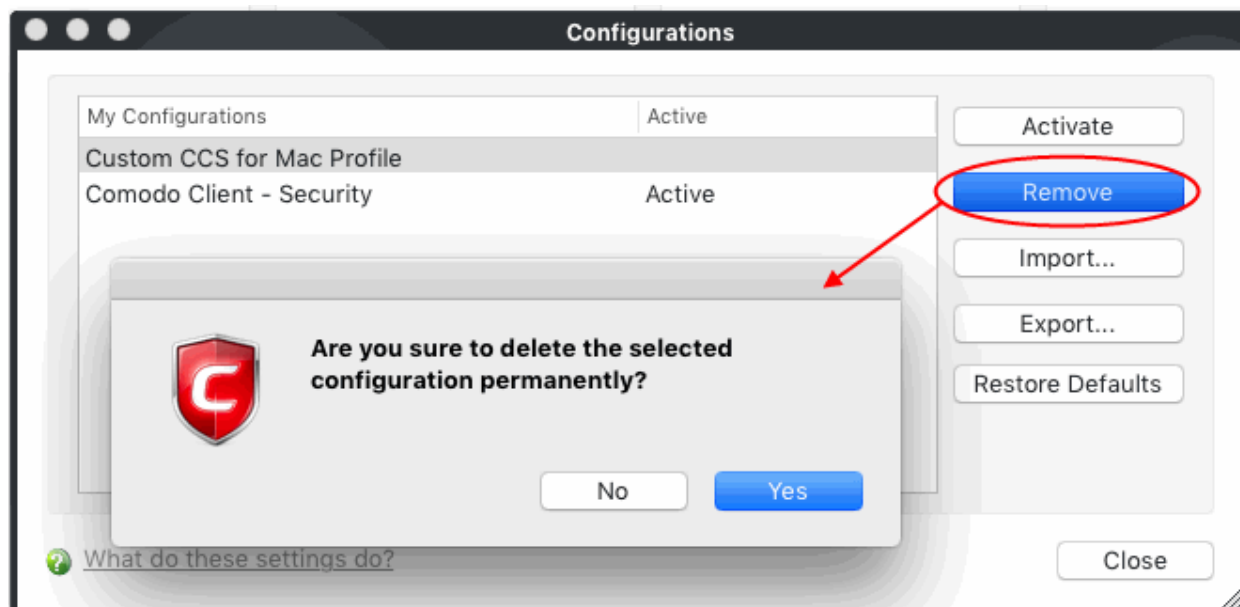 Configurations
My Configurations Active
Custom CCS for Mac Profile
Comodo Client - Security Active
Activate
Remove
Import...
Export...
Restore Defaults
C
Are you sure to delete the selected
configuration permanently?
No Yes
? What do these settings do?
Close